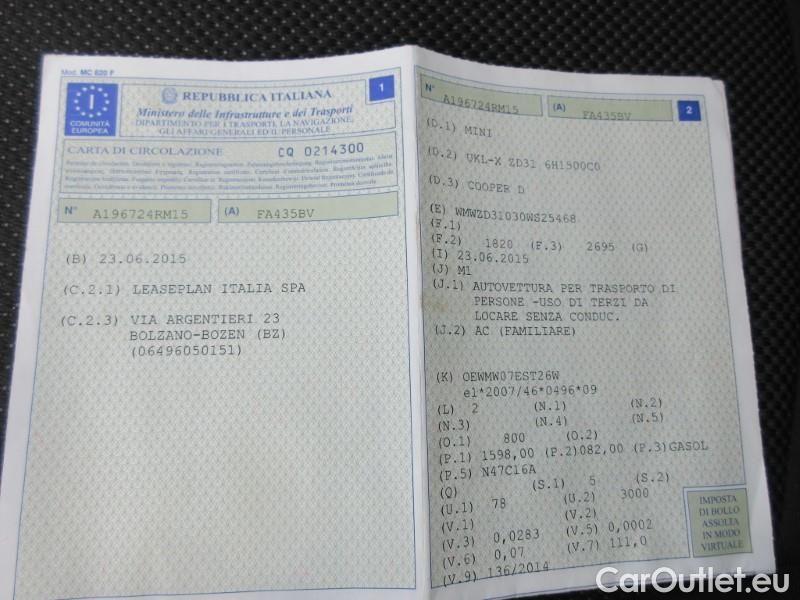 Mod. MC 820 F
1
I
COMUNITÀ
EUROPEA
REPUBBLICA ITALIANA
Ministero delle Infrastrutture e dei Trasporti
DIPARTIMENTO PER I TRASPORTI, LA NAVIGAZIONE,
GLI AFFARI GENERALI ED IL PERSONALE
CARTA DI CIRCOLAZIONE CQ 0214300
N° A196724RM15 (A) FA435BV
(B) 23.06.2015
(C.2.1) LEASEPLAN ITALIA SPA
(C.2.3) VIA ARGENTIERI 23
BOLZANO-BOZEN (BZ)
(06496050151)
N° A196724RM15 (A) FA435BV
2
(D.1) MINI
(D.2) UKL-X ZD31 6H1500C0
(D.3) COOPER D
(E) WMWZD31030WS25468
(F.1)
(F.2) 1820 (F.3) 2695 (G)
(I) 23.06.2015
(J) M1
(J.1) AUTOVETTURA PER TRASPORTO DI
PERSONE -USO DI TERZI DA
LOCARE SENZA CONDUC.
(J.2) AC (FAMILIARE)
(K) OEWMW07EST26W
e1*2007/46*0496*09
(L) 2 (N.1) (N.2)
(N.3) (N.4) (N.5)
(O.1) 800 (O.2)
(P.1) 1598,00 (P.2)082,00 (P.3)GASOL
(P.5) N47C16A
(Q) (S.1) 5 (S.2)
(U.1) 78 (U.2) 3000
(V.1) (V.2)
(V.3) 0,0283 (V.5) 0,0002
(V.6) 0,07 (V.7) 111,0
(V.9) 136/2014
IMPOSTA
DI BOLLO
ASSOLTA
IN MODO
VIRTUALE
CarOutlet.eu